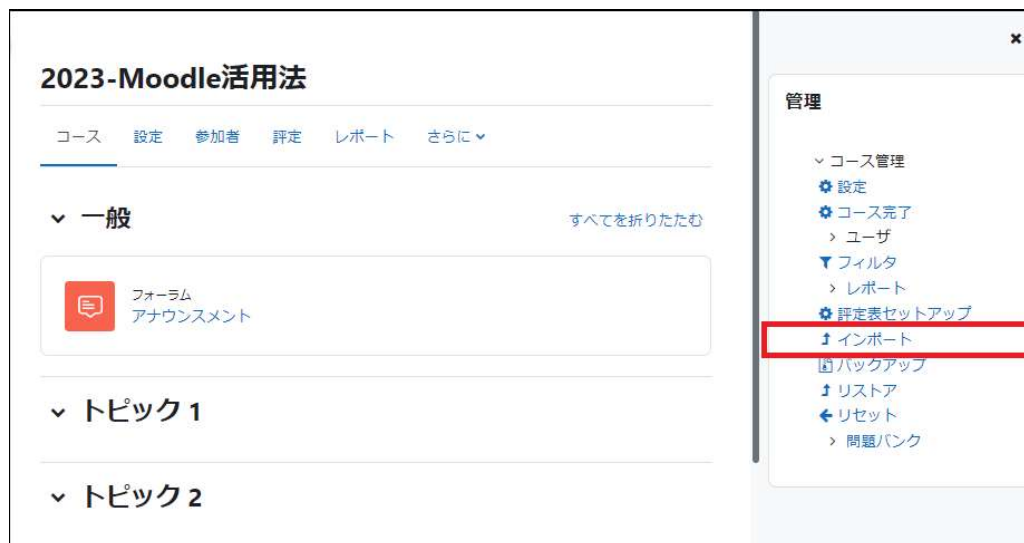 2023-Moodle活用法
コース 設定 参加者 評定 レポート さらに
一般 すべてを折りたたむ
フォーラム
アナウンスメント
トピック 1
トピック 2
管理
コース管理
設定
コース完了
ユーザ
フィルタ
レポート
評定表セットアップ
インポート
バックアップ
リストア
リセット
問題バンク